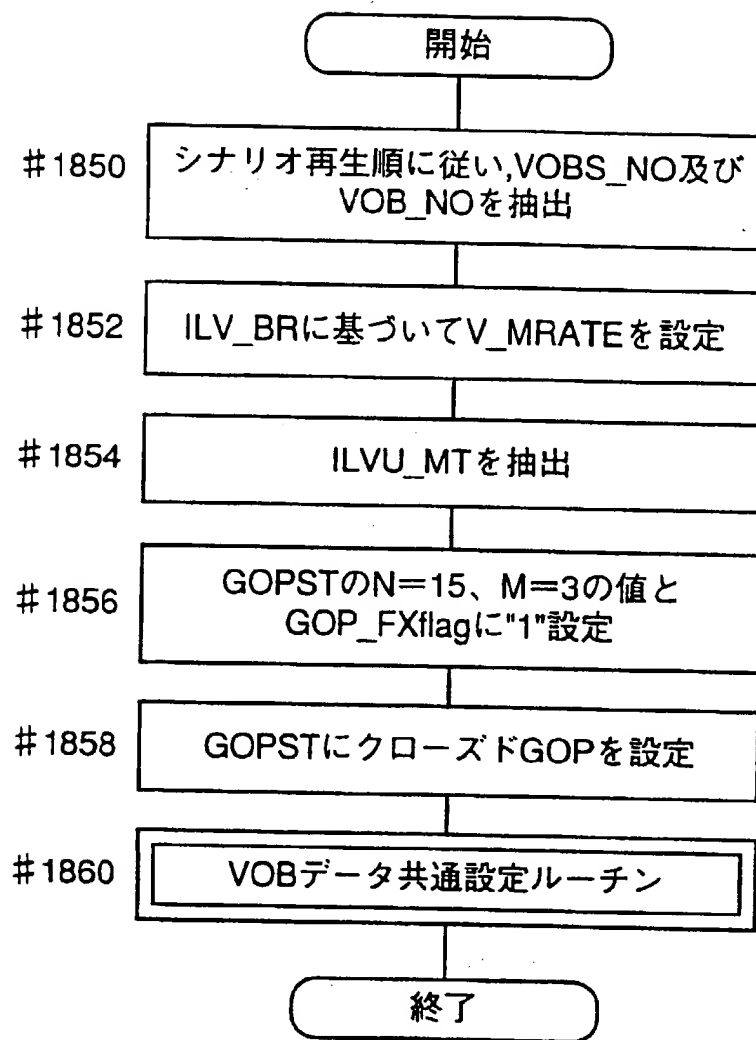 開始
#1850
シナリオ再生順に従い,VOBS_NO及び
VOB_NOを抽出
#1852
ILV_BRに基づいてV_MRATEを設定
#1854
ILVU_MTを抽出
#1856
GOPSTのN=15、M=3の値と
GOP_FXflagに"1"設定
#1858
GOPSTにクローズドGOPを設定
#1860
VOBデータ共通設定ルーチン
終了